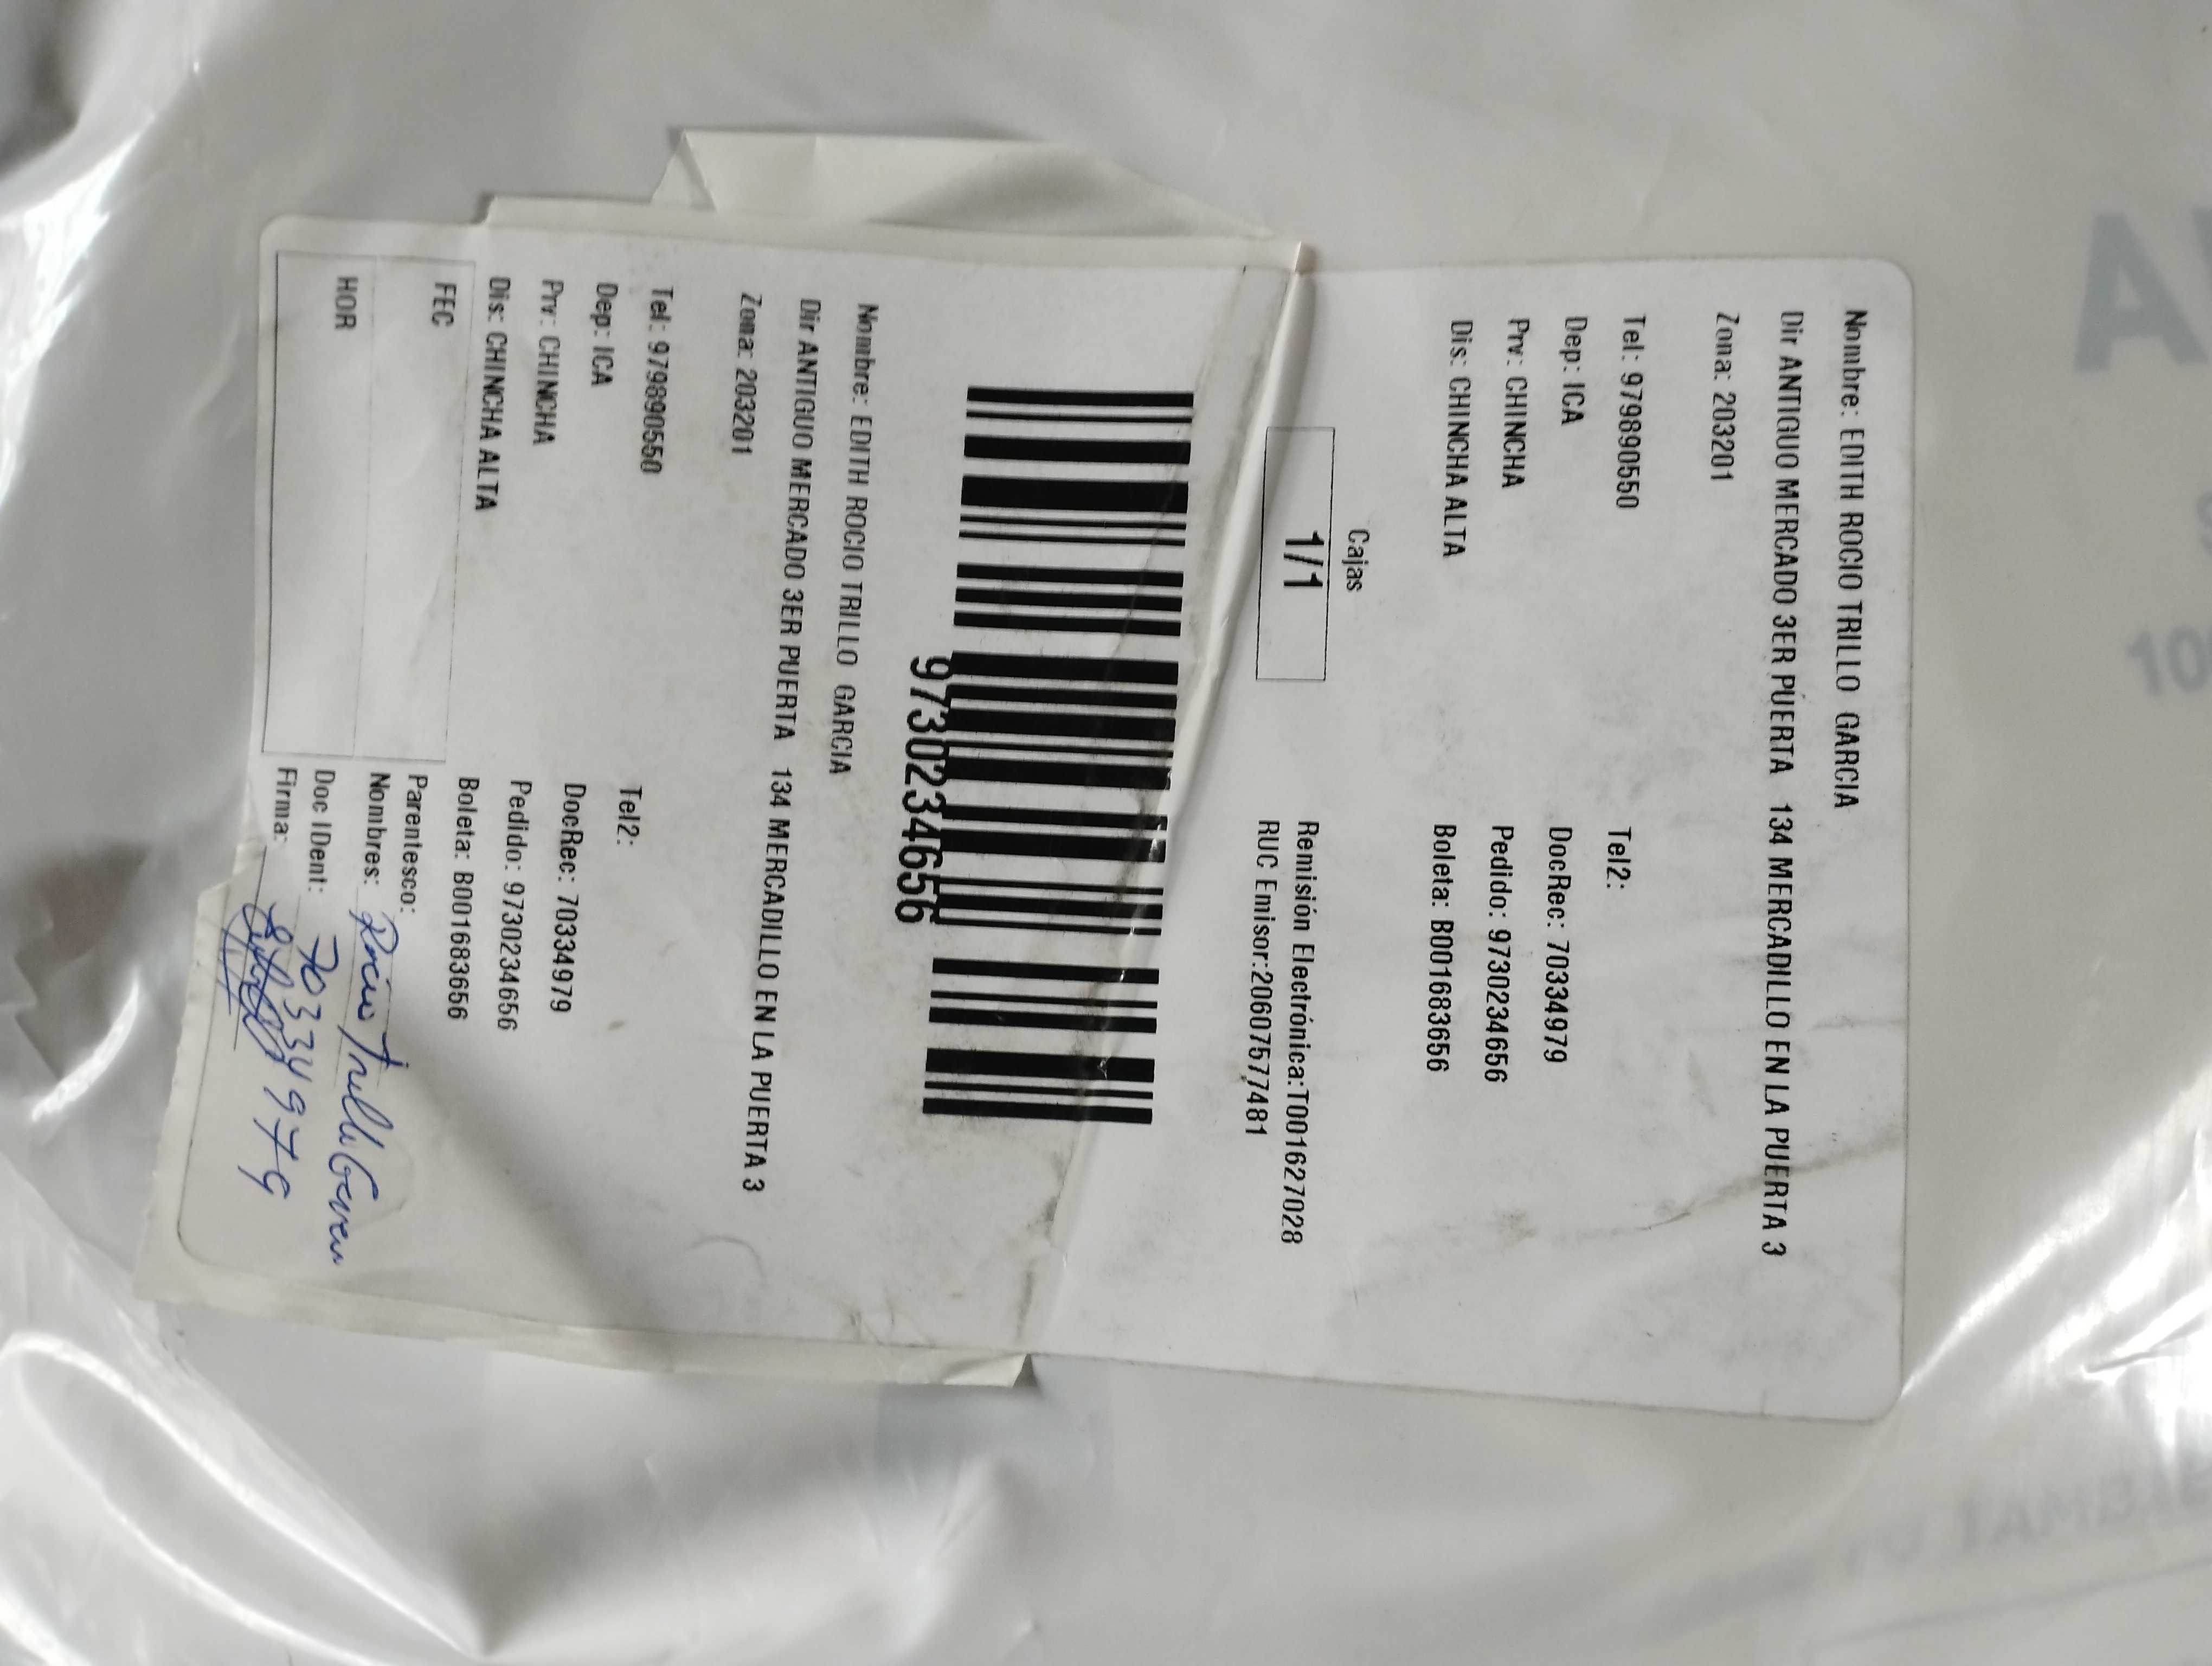 Nombre: EDITH ROCIO TRILLO GARCIA
Dir ANTIGUO MERCADO 3ER PUERTA 134 MERCADILLO EN LA PUERTA 3
Zona: 203201
Tel: 979890550 Tel2:
Dep: ICA DocRec: 70334979
Prv: CHINCHA Pedido: 9730234656
Dis: CHINCHA ALTA Boleta: B001683656
Cajas
1/1
Remisión Electrónica:T001627028
RUC Emisor:20607577481
9730234656
Nombre: EDITH ROCIO TRILLO GARCIA
Dir ANTIGUO MERCADO 3ER PUERTA 134 MERCADILLO EN LA PUERTA 3
Zona: 203201
Tel: 979890550 Tel2:
Dep: ICA DocRec: 70334979
Prv: CHINCHA Pedido: 9730234656
Dis: CHINCHA ALTA Boleta: B001683656
FEC Parentesco:
Nombres: Rocio Trillo
HOR Doc IDent: 70334979
Firma: